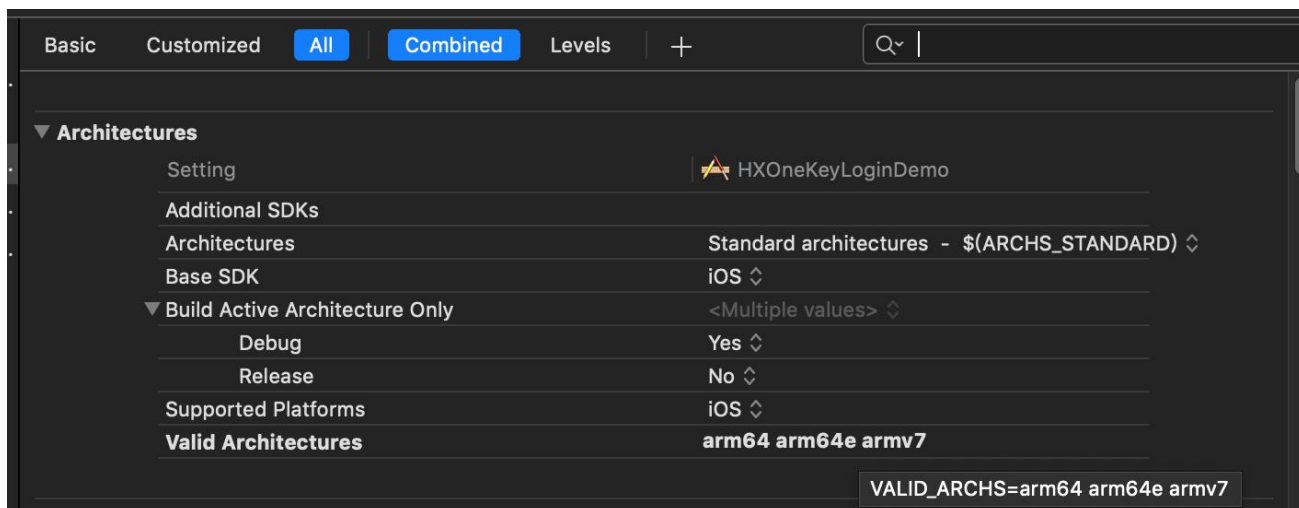 Basic Customized All Combined Levels +
Architectures
Setting HXOneKeyLoginDemo
Additional SDKs
Architectures Standard architectures - $(ARCHS_STANDARD)
Base SDK iOS
Build Active Architecture Only <Multiple values>
Debug Yes
Release No
Supported Platforms iOS
Valid Architectures arm64 arm64e armv7
VALID_ARCHS=arm64 arm64e armv7